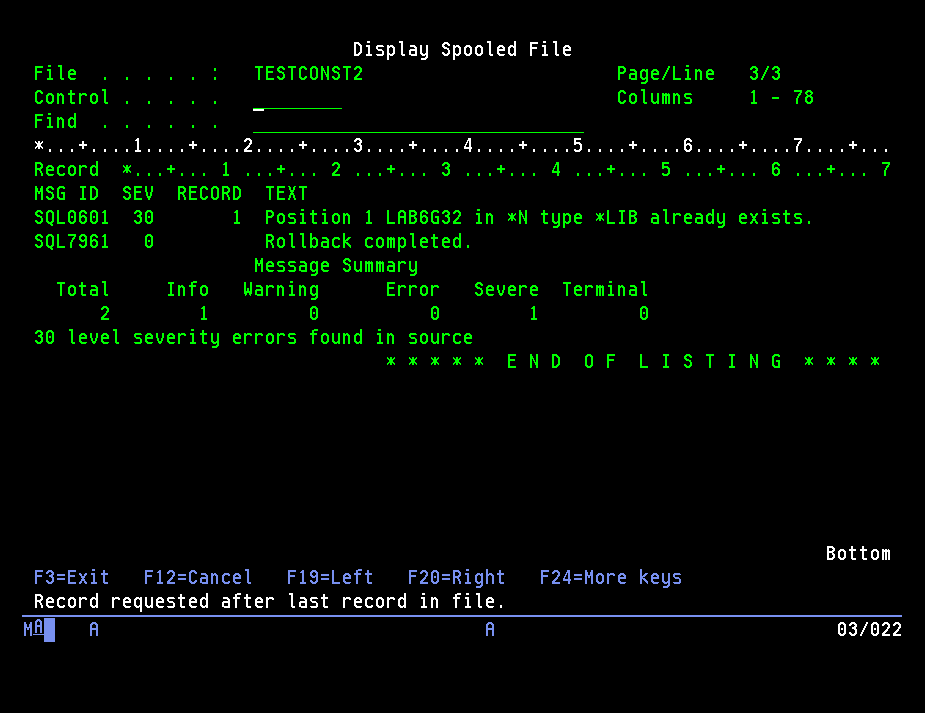 Display Spooled File
File . . . . . : TESTCONST2 Page/Line 3/3
Control . . . . . _________ Columns 1 - 78
Find . . . . . . ______________________________
*...+....1....+....2....+....3....+....4....+....5....+....6....+....7....+...
Record *...+... 1 ...+... 2 ...+... 3 ...+... 4 ...+... 5 ...+... 6 ...+... 7
MSG ID SEV RECORD TEXT
SQL0601 30 1 Position 1 LAB6G32 in *N type *LIB already exists.
SQL7961 0 Rollback completed.
Message Summary
Total Info Warning Error Severe Terminal
2 1 0 0 1 0
30 level severity errors found in source
* * * * * E N D O F L I S T I N G * * * *
Bottom
F3=Exit F12=Cancel F19=Left F20=Right F24=More keys
Record requested after last record in file.
MA A A 03/022